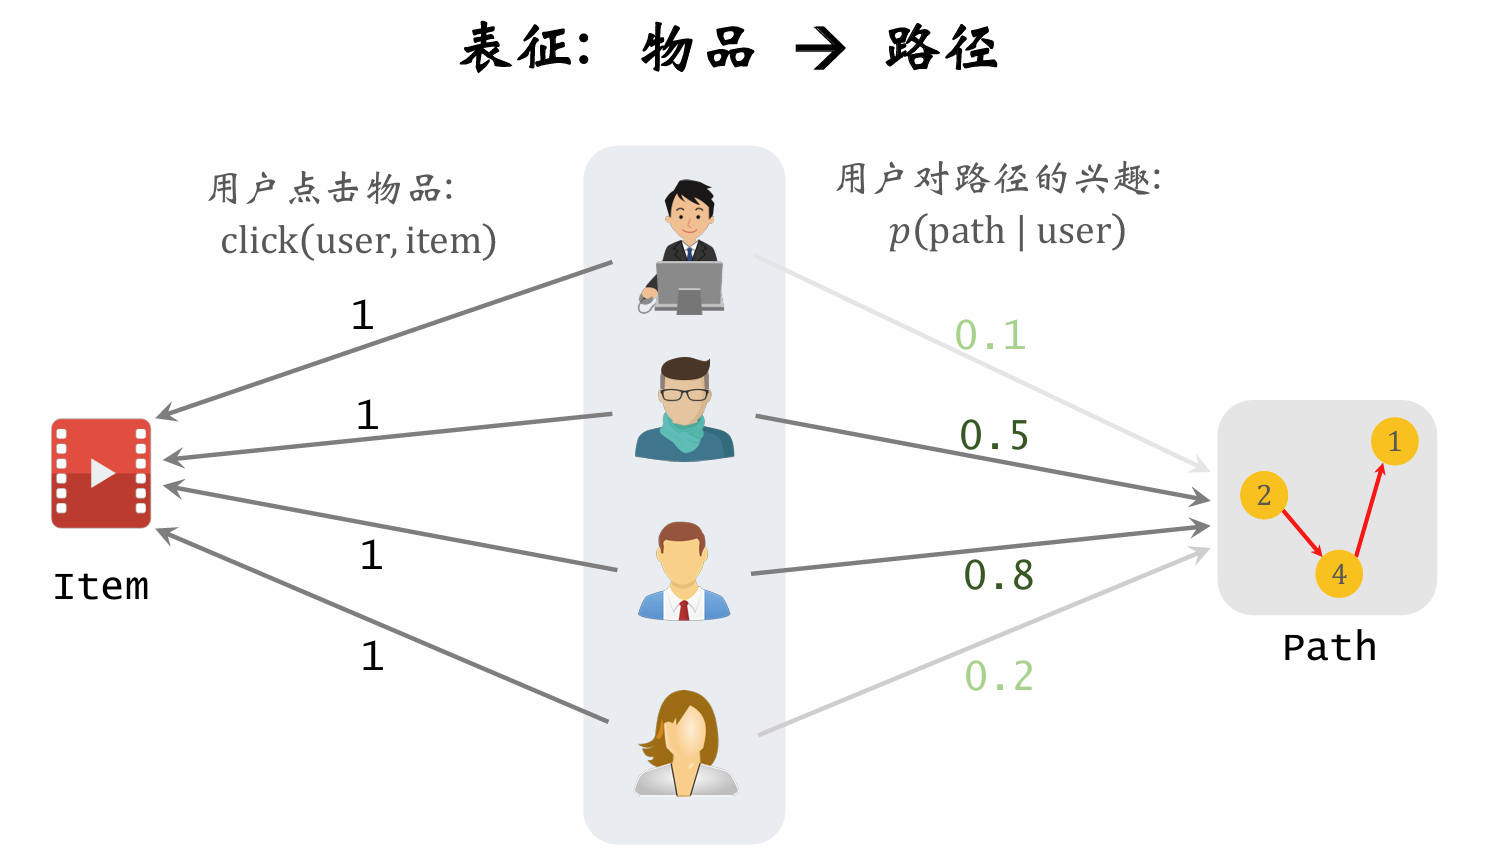 表征: 物品 → 路径
用户点击物品:
click(user, item)
用户对路径的兴趣:
p(path | user)
1
0.1
1
0.5
1
0.8
1
0.2
Item
2
4
1
Path